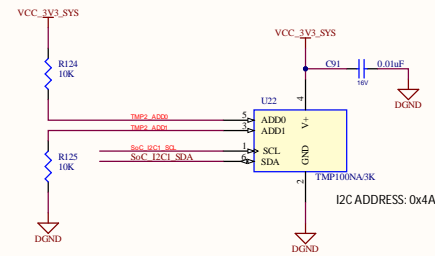 VCC_3V3_SYS
VCC_3V3_SYS
R124
10K
C91
0.01uF
16V
DGND
U22
4
TMP2_ADD0
5
ADD0
V+
TMP2_ADD1
3
ADD1
R125
10K
SoC_I2C1_SCL
1
SCL
SoC_I2C1_SDA
6
SDA
GND
TMP100NA/3K
2
I2C ADDRESS: 0x4A
DGND
DGND